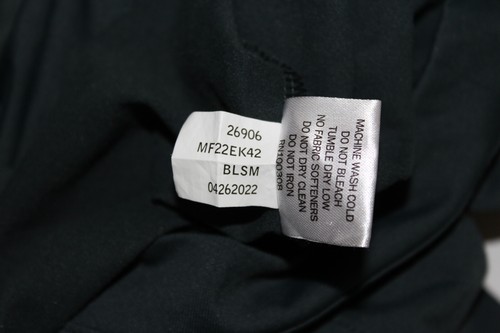 26906
MF22EK42
BLSM
04262022
MACHINE WASH COLD
DO NOT BLEACH
TUMBLE DRY LOW
NO FABRIC SOFTENERS
DO NOT DRY CLEAN
DO NOT IRON